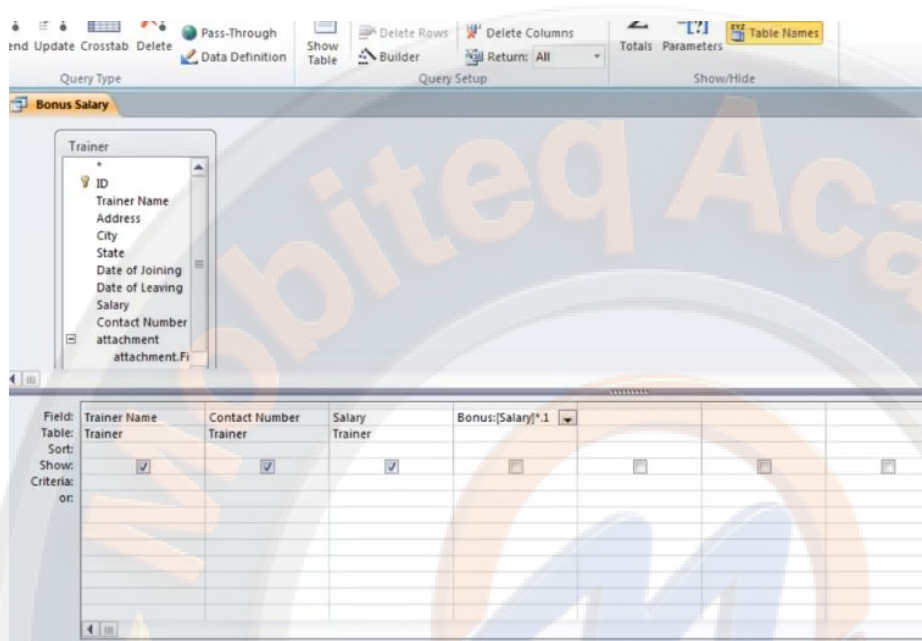 end Update Crosstab Delete
Pass-Through
Data Definition
Show
Table
Delete Rows
Builder
Delete Columns
Return: All
Totals Parameters
Table Names
Query Type
Query Setup
Show/Hide
Bonus Salary
Trainer
*
ID
Trainer Name
Address
City
State
Date of Joining
Date of Leaving
Salary
Contact Number
attachment
attachment.Fi
Field: Trainer Name Contact Number Salary Bonus:[Salary]*.1
Table: Trainer Trainer Trainer
Sort:
Show:
Criteria:
or:
Mobiteq Aca